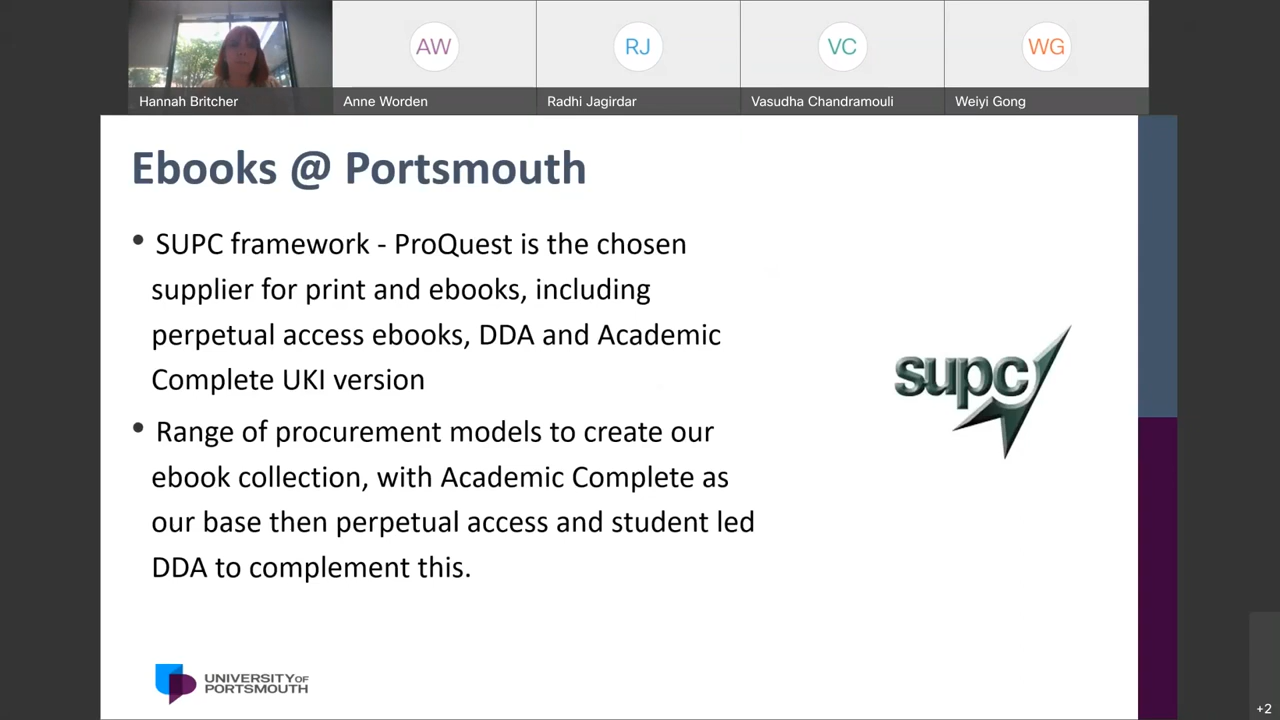 AW
RJ
VC
WG
Hannah Britcher
Anne Worden
Radhi Jagirdar
Vasudha Chandramouli
Weiyi Gong
Ebooks @ Portsmouth
• SUPC framework - ProQuest is the chosen
supplier for print and ebooks, including
perpetual access ebooks, DDA and Academic
Complete UKI version
• Range of procurement models to create our
ebook collection, with Academic Complete as
our base then perpetual access and student led
DDA to complement this.
supc
UNIVERSITY OF
PORTSMOUTH
+2